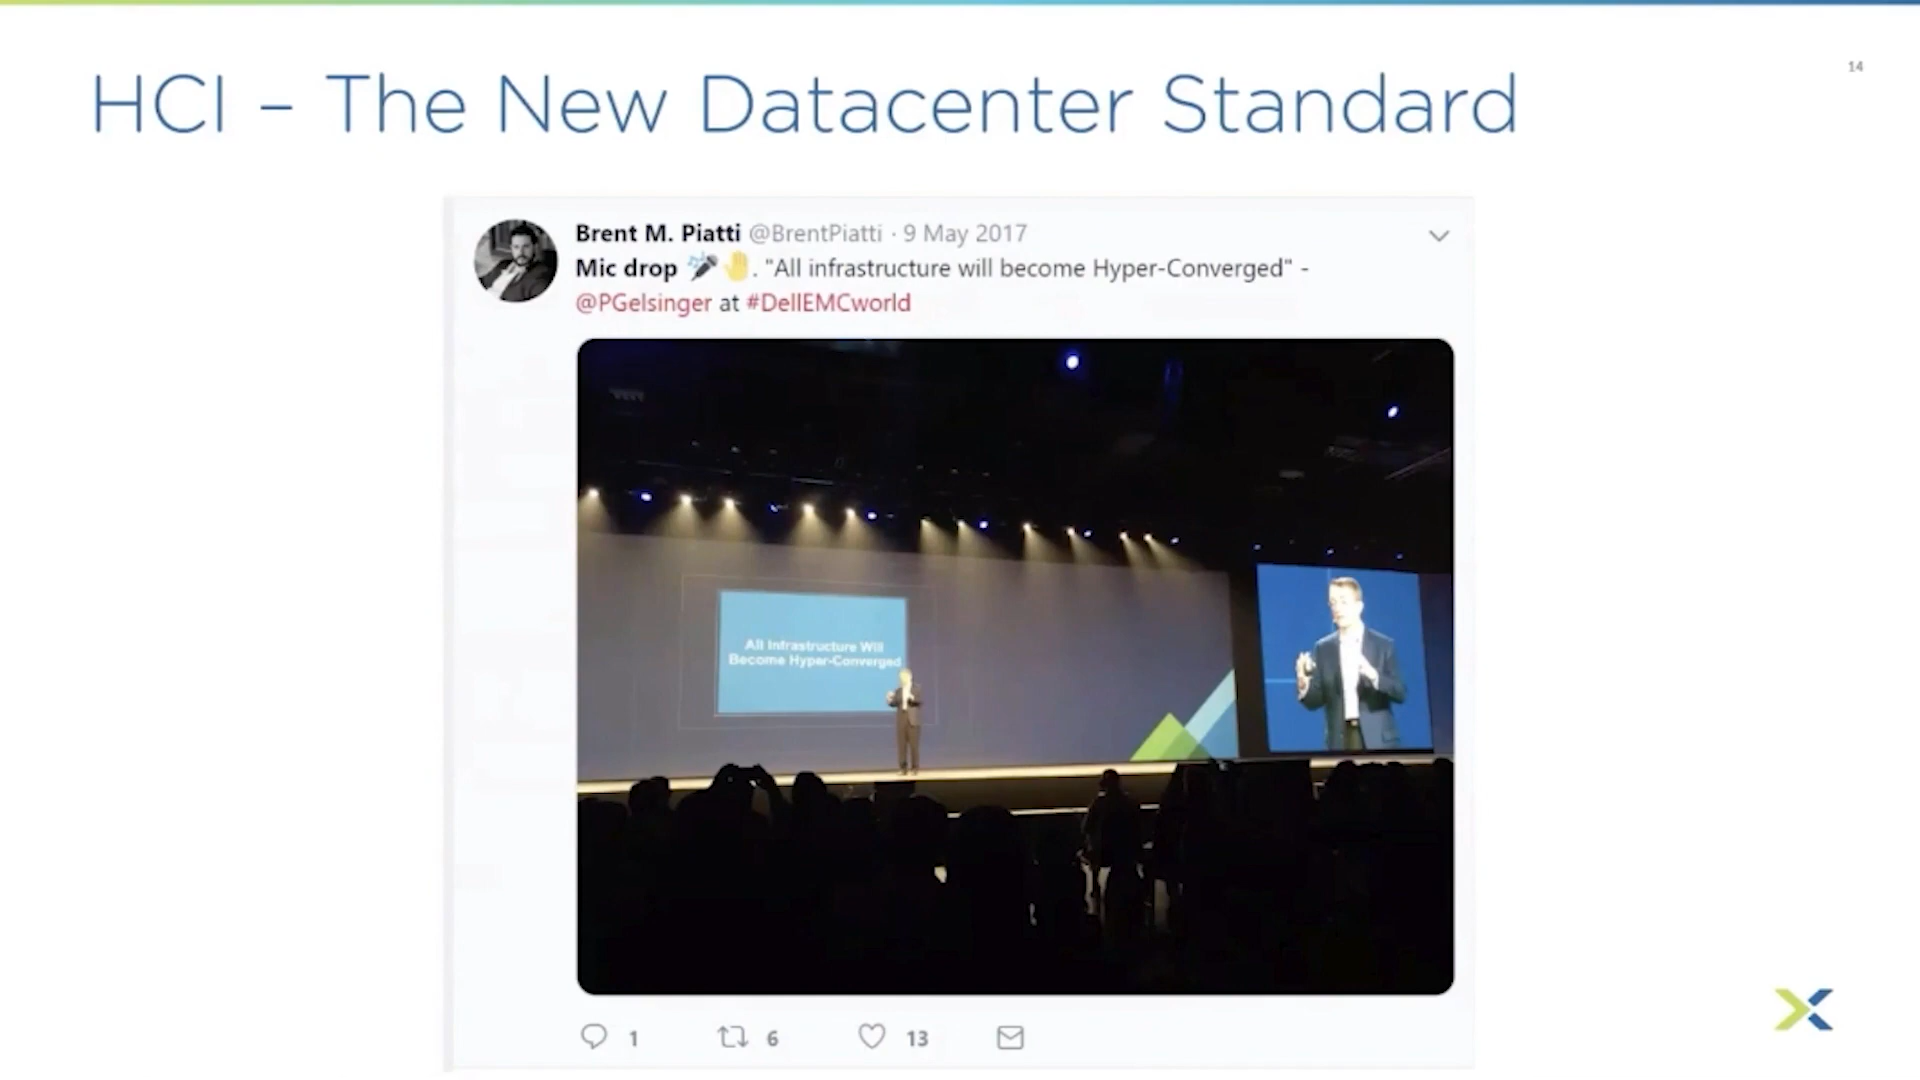 HCI – The New Datacenter Standard
14
Brent M. Piatti @BrentPiatti · 9 May 2017
Mic drop 🎤🤚. "All infrastructure will become Hyper-Converged" -
@PGelsinger at #DellEMCworld
All Infrastructure Will
Become Hyper-Converged
1
6
13